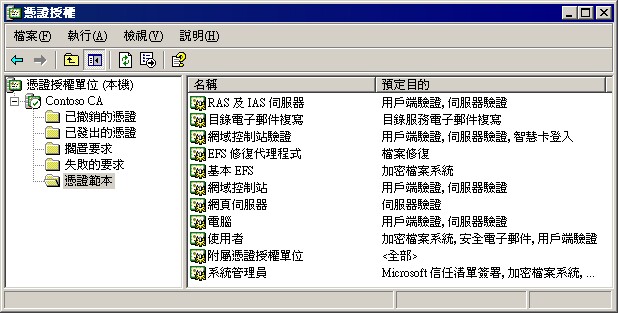 憑證授權
檔案(F) 執行(A) 檢視(V) 說明(H)
憑證授權單位 (本機)
Contoso CA
已撤銷的憑證
已發出的憑證
擱置要求
失敗的要求
憑證範本
名稱 預定目的
RAS 及 IAS 伺服器 用戶端驗證, 伺服器驗證
目錄電子郵件複寫 目錄服務電子郵件複寫
網域控制站驗證 用戶端驗證, 伺服器驗證, 智慧卡登入
EFS 修復代理程式 檔案修復
基本 EFS 加密檔案系統
網域控制站 用戶端驗證, 伺服器驗證
網頁伺服器 伺服器驗證
電腦 用戶端驗證, 伺服器驗證
使用者 加密檔案系統, 安全電子郵件, 用戶端驗證
附屬憑證授權單位 <全部>
系統管理員 Microsoft 信任清單簽署, 加密檔案系統, ...